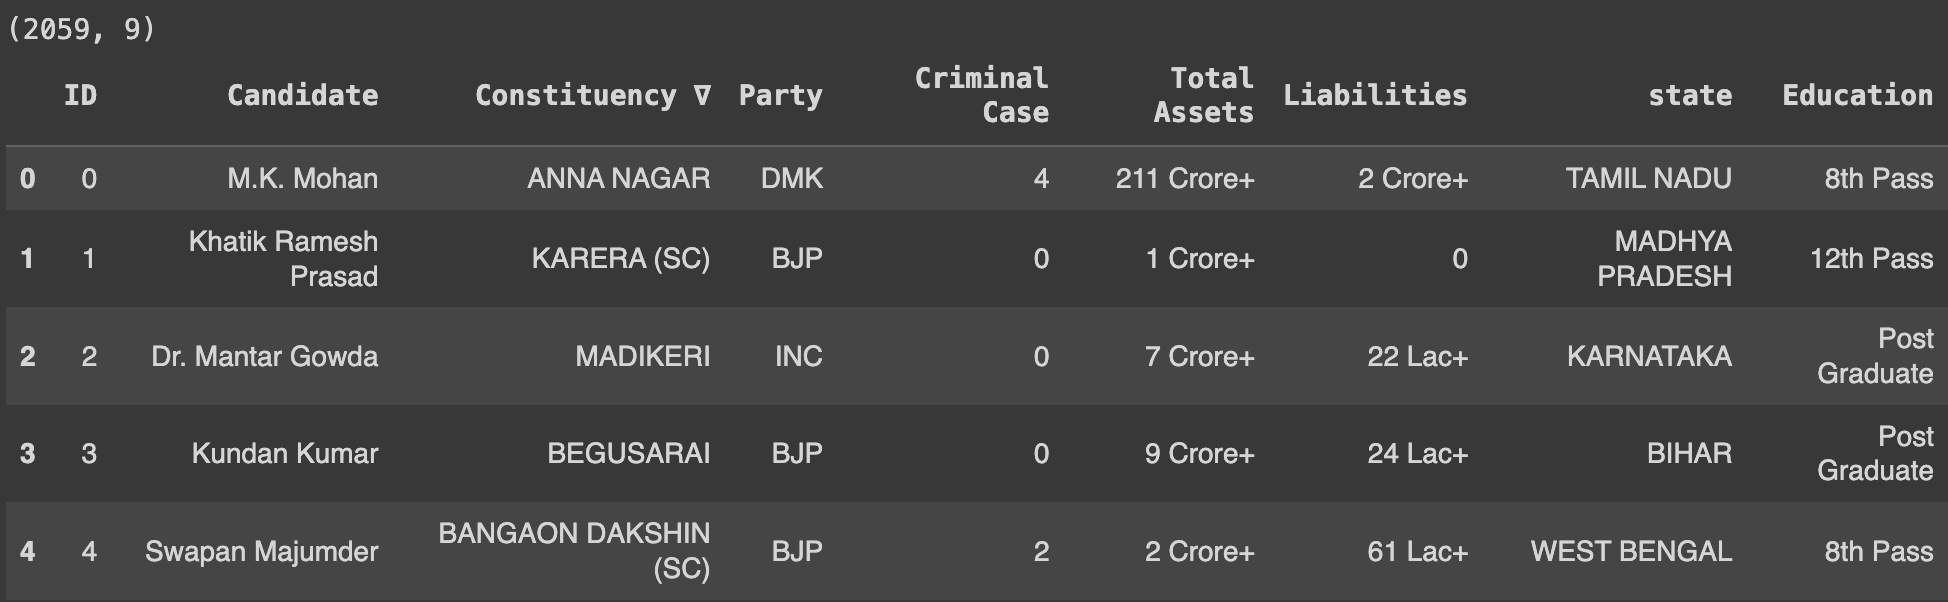 (2059, 9)
ID Candidate Constituency ∇ Party Criminal Case Total Assets Liabilities state Education
0 0 M.K. Mohan ANNA NAGAR DMK 4 211 Crore+ 2 Crore+ TAMIL NADU 8th Pass
1 1 Khatik Ramesh Prasad KARERA (SC) BJP 0 1 Crore+ 0 MADHYA PRADESH 12th Pass
2 2 Dr. Mantar Gowda MADIKERI INC 0 7 Crore+ 22 Lac+ KARNATAKA Post Graduate
3 3 Kundan Kumar BEGUSARAI BJP 0 9 Crore+ 24 Lac+ BIHAR Post Graduate
4 4 Swapan Majumder BANGAON DAKSHIN (SC) BJP 2 2 Crore+ 61 Lac+ WEST BENGAL 8th Pass